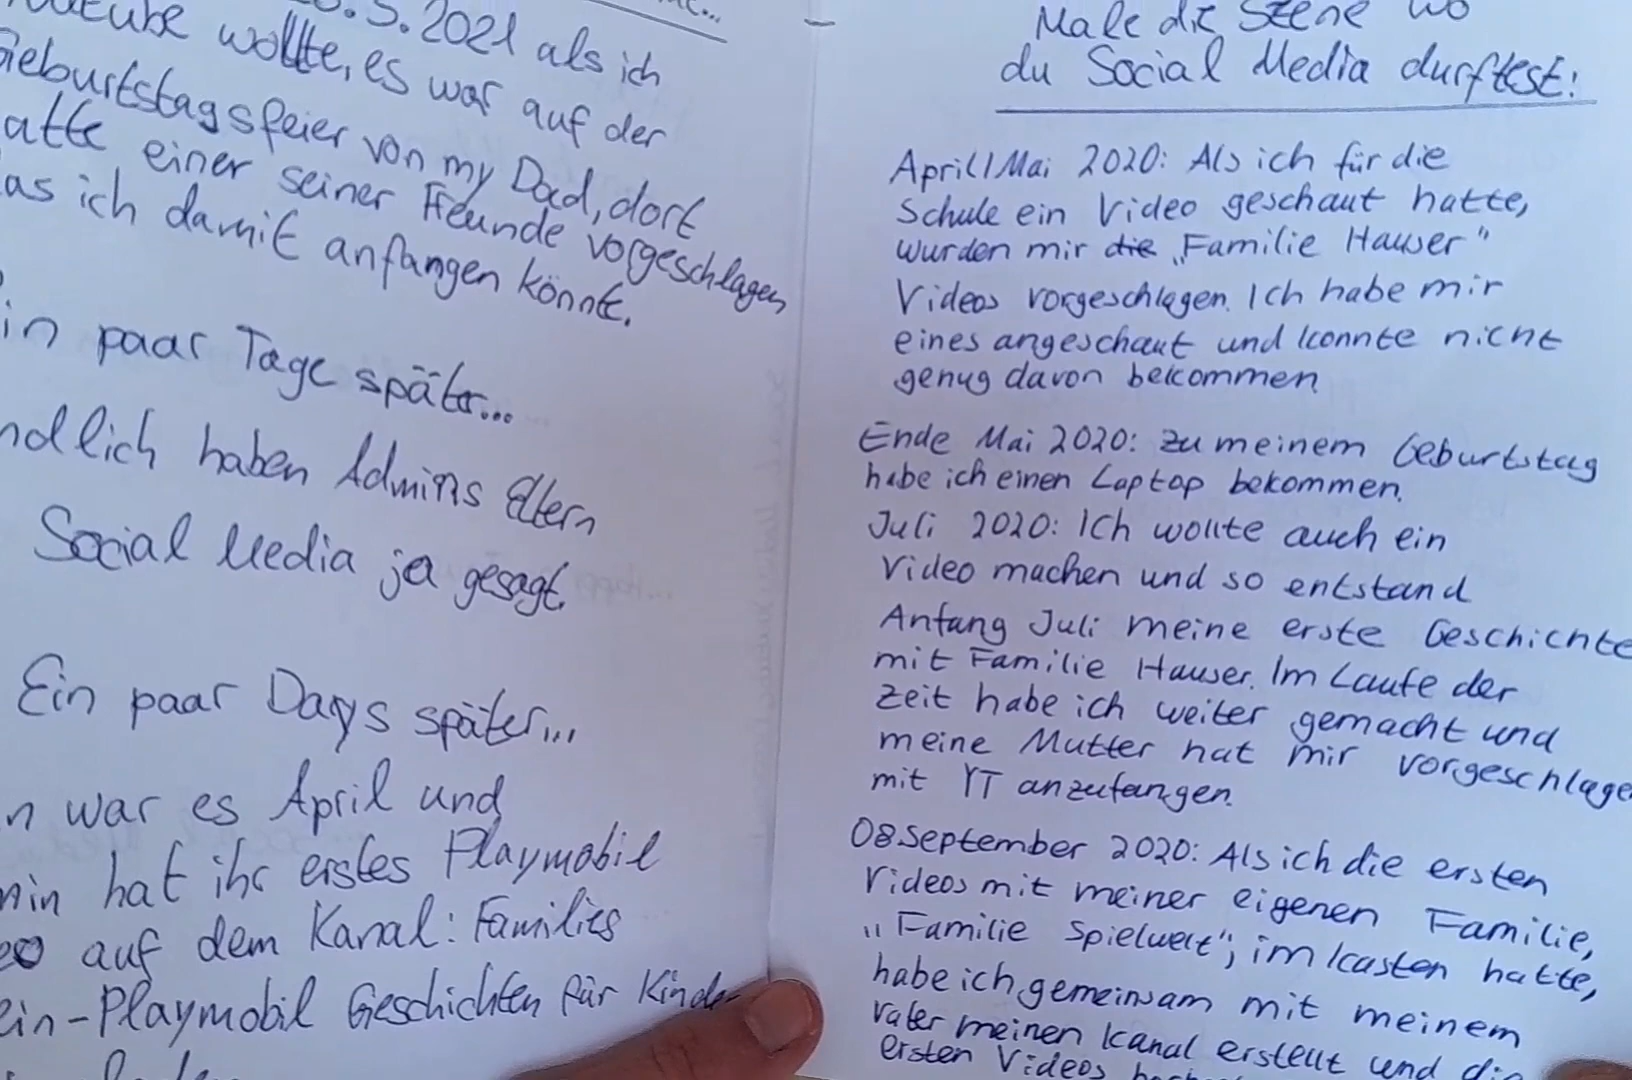 .5.2021 als ich
wollte, es war auf der
Geburtstagsfeier von my Dad, dort
einer seiner Freunde vorgeschlagen
ich damit anfangen könnte.
paar Tage später...
haben Admins Eltern
Social Media ja gesagt.
Ein paar Days später...
war es April und
hat ihr erstes Playmobil
auf dem Kanal: Families
-Playmobil Geschichten für
Male die Szene wo
du Social Media durftest:
April/Mai 2020: Als ich für die
Schule ein Video geschaut hatte,
wurden mir die „Familie Hauser"
Videos vorgeschlagen. Ich habe mir
eines angeschaut und konnte nicht
genug davon bekommen.
Ende Mai 2020: zu meinem Geburtstag
habe ich einen Laptop bekommen.
Juli 2020: Ich wollte auch ein
Video machen und so entstand
Anfang Juli meine erste Geschichte
mit Familie Hauser. Im Laufe der
Zeit habe ich weiter gemacht und
meine Mutter hat mir vorgeschlage
mit YT anzufangen.
08.September 2020: Als ich die ersten
Videos mit meiner eigenen Familie,
„Familie Spielwelt", im Kasten hatte,
habe ich gemeinsam mit meinem
Vater meinen Kanal erstellt und
ersten Videos